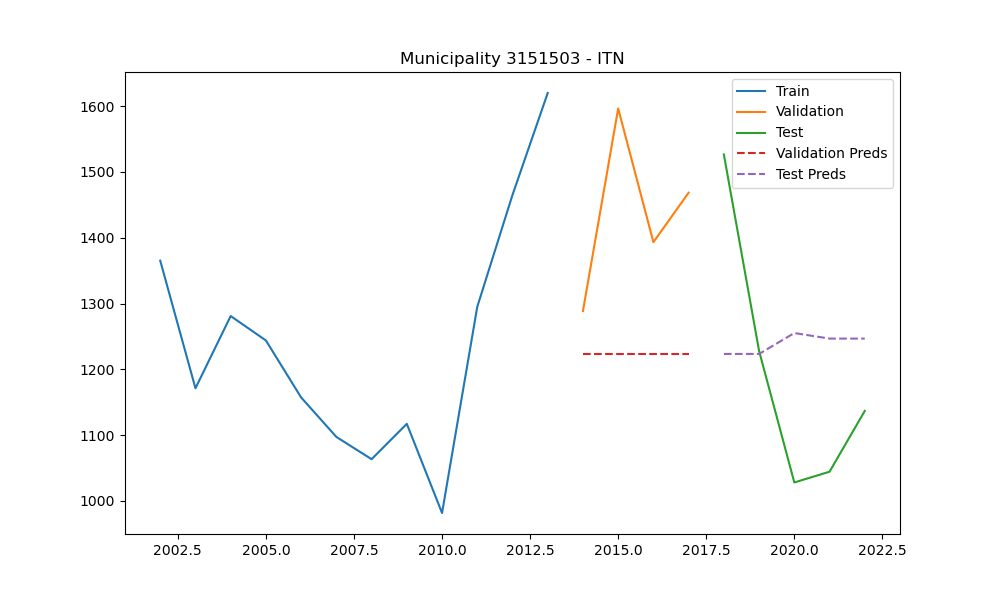 Municipality 3151503 - ITN
Train
Validation
Test
Validation Preds
Test Preds
1600
1500
1400
1300
1200
1100
1000
2002.5 2005.0 2007.5 2010.0 2012.5 2015.0 2017.5 2020.0 2022.5